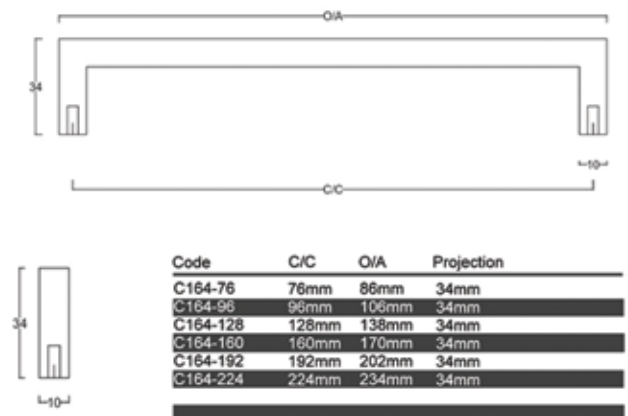 O/A
34
10
C/C
Code C/C O/A Projection
C164-76 76mm 86mm 34mm
C164-96 96mm 106mm 34mm
C164-128 128mm 138mm 34mm
C164-160 160mm 170mm 34mm
C164-192 192mm 202mm 34mm
C164-224 224mm 234mm 34mm
34
10